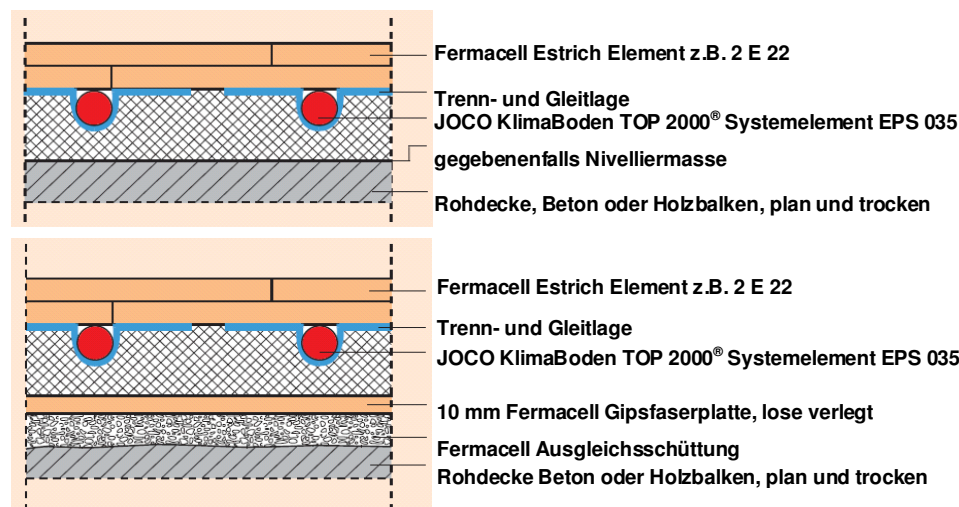 Fermacell Estrich Element z.B. 2 E 22
Trenn- und Gleitlage
JOCO KlimaBoden TOP 2000® Systemelement EPS 035
gegebenenfalls Nivelliermasse
Rohdecke, Beton oder Holzbalken, plan und trocken
Fermacell Estrich Element z.B. 2 E 22
Trenn- und Gleitlage
JOCO KlimaBoden TOP 2000® Systemelement EPS 035
10 mm Fermacell Gipsfaserplatte, lose verlegt
Fermacell Ausgleichsschüttung
Rohdecke Beton oder Holzbalken, plan und trocken